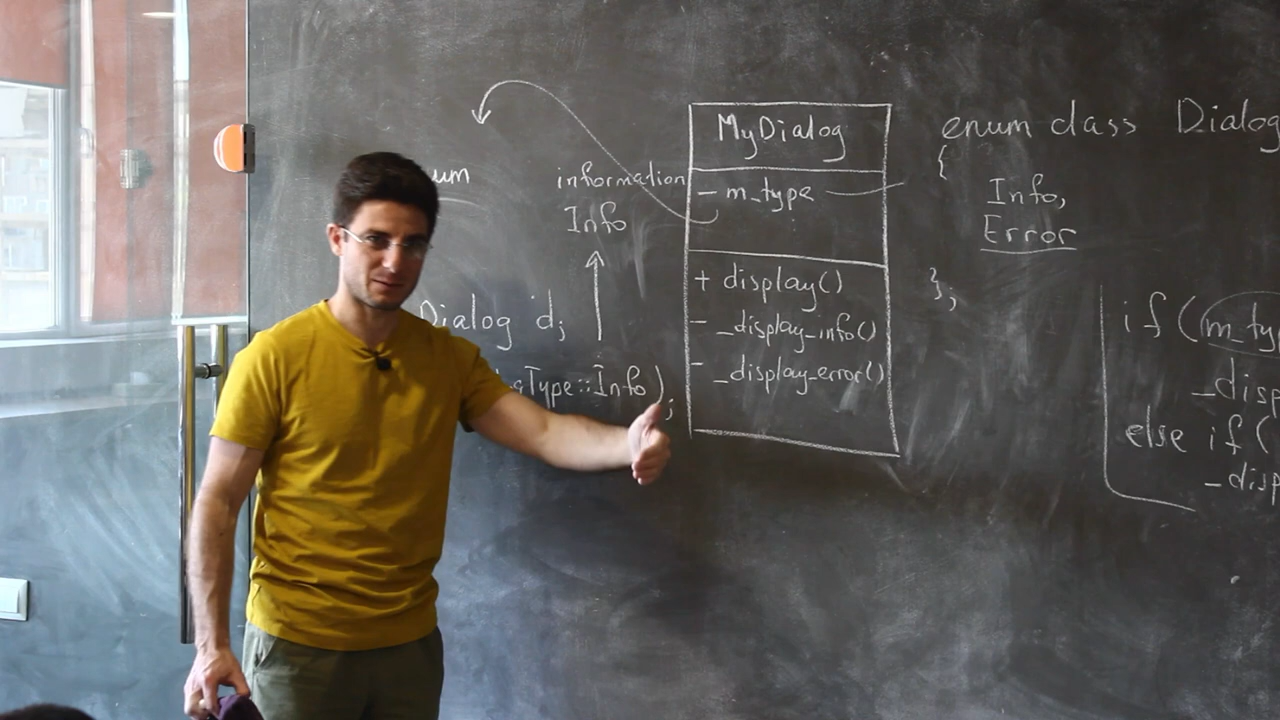 um
information
Info
Dialog d;
Type::Info);
MyDialog
- m_type
+ display()
- _display_info()
- _display_error()
enum class Dialog
{
Info,
Error
};
if (m_ty
_disp
else if (
_disp